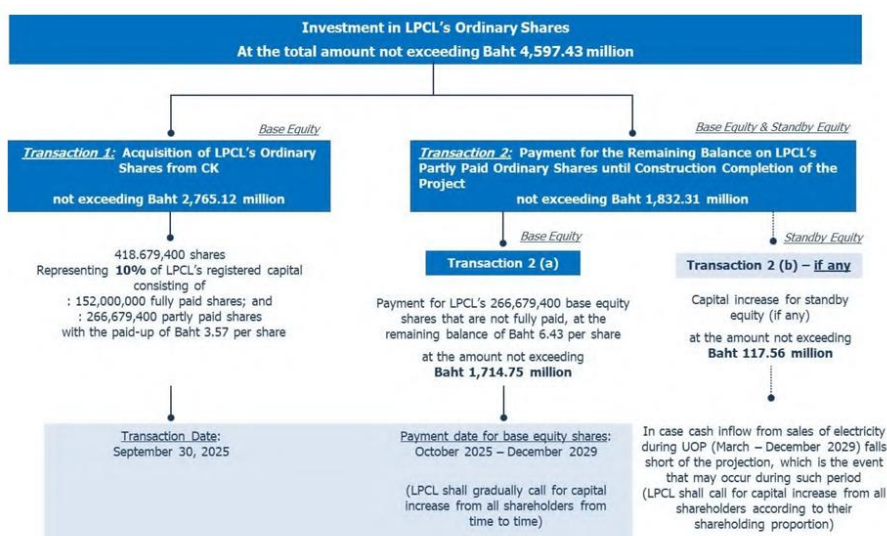 Investment in LPCL's Ordinary Shares
At the total amount not exceeding Baht 4,597.43 million
Base Equity
Transaction 1: Acquisition of LPCL's Ordinary
Shares from CK
not exceeding Baht 2,765.12 million
418.679,400 shares
Representing 10% of LPCL's registered capital
consisting of
: 152,000,000 fully paid shares; and
: 266,679,400 partly paid shares
with the paid-up of Baht 3.57 per share
Transaction Date:
September 30, 2025
Base Equity & Standby Equity
Transaction 2: Payment for the Remaining Balance on LPCL's
Partly Paid Ordinary Shares until Construction Completion of the
Project
not exceeding Baht 1,832.31 million
Base Equity
Transaction 2 (a)
Payment for LPCL's 266,679,400 base equity
shares that are not fully paid, at the
remaining balance of Baht 6.43 per share
at the amount not exceeding
Baht 1,714.75 million
Payment date for base equity shares:
October 2025 – December 2029
(LPCL shall gradually call for capital
increase from all shareholders from
time to time)
Standby Equity
Transaction 2 (b) – if any
Capital increase for standby
equity (if any)
at the amount not exceeding
Baht 117.56 million
In case cash inflow from sales of electricity
during UOP (March – December 2029) falls
short of the projection, which is the event
that may occur during such period
(LPCL shall call for capital increase from all
shareholders according to their
shareholding proportion)